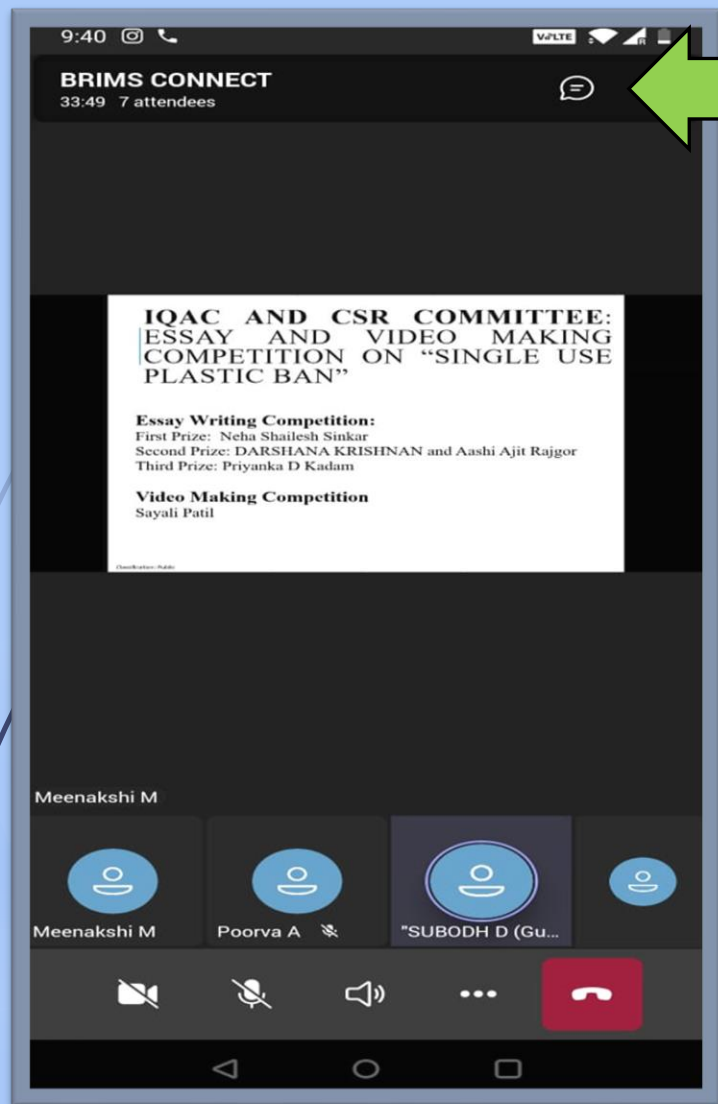 9:40
VoLTE
BRIMS CONNECT
33:49 7 attendees
IQAC AND CSR COMMITTEE:
ESSAY AND VIDEO MAKING
COMPETITION ON “SINGLE USE
PLASTIC BAN”
Essay Writing Competition:
First Prize: Neha Shailesh Sinkar
Second Prize: DARSHANA KRISHNAN and Aashi Ajit Rajgor
Third Prize: Priyanka D Kadam
Video Making Competition
Sayali Patil
Classification: Public
Meenakshi M
Meenakshi M
Poorva A
"SUBODH D (Gu...